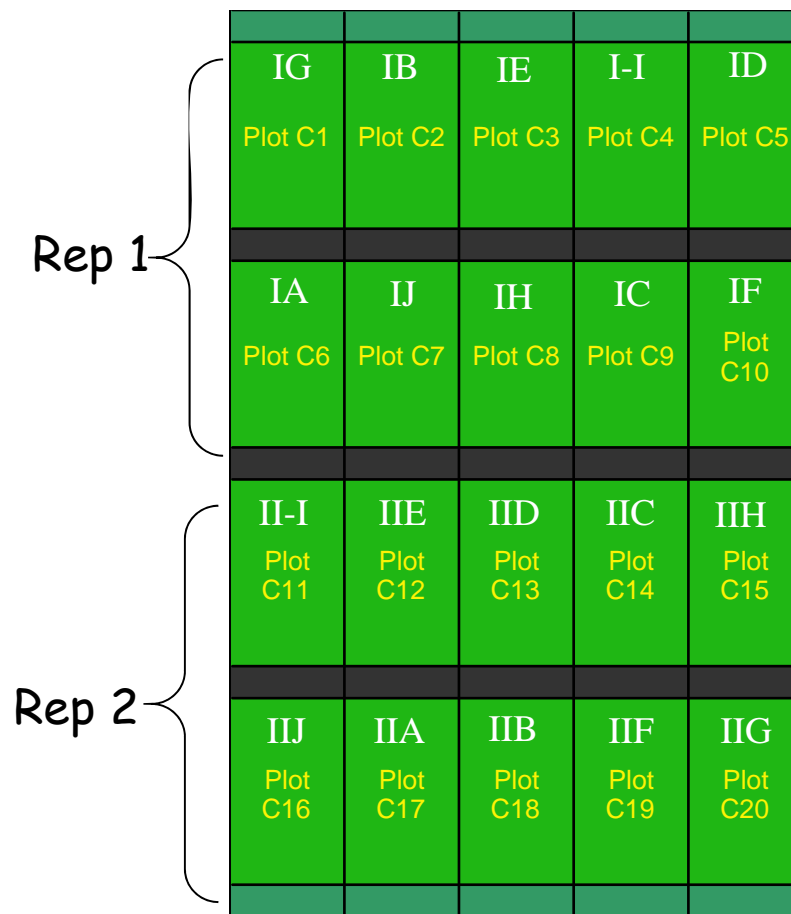 IG IB IE I-I ID
Plot C1 Plot C2 Plot C3 Plot C4 Plot C5
Rep 1
IA IJ IH IC IF
Plot C6 Plot C7 Plot C8 Plot C9 Plot
C10
II-I IIE IID IIC IIH
Plot Plot Plot Plot Plot
C11 C12 C13 C14 C15
Rep 2
IIJ IIA IIB IIF IIG
Plot Plot Plot Plot Plot
C16 C17 C18 C19 C20